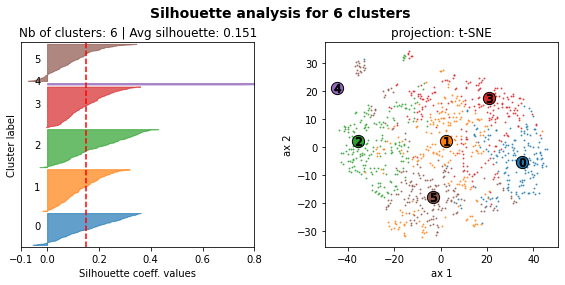 Silhouette analysis for 6 clusters
Nb of clusters: 6 | Avg silhouette: 0.151
5
4
3
2
1
0
Cluster label
−0.1 0.0 0.2 0.4 0.6 0.8
Silhouette coeff. values
projection: t-SNE
30
20
10
0
−10
−20
−30
ax 2
4
3
2
1
0
5
−40 −20 0 20 40
ax 1